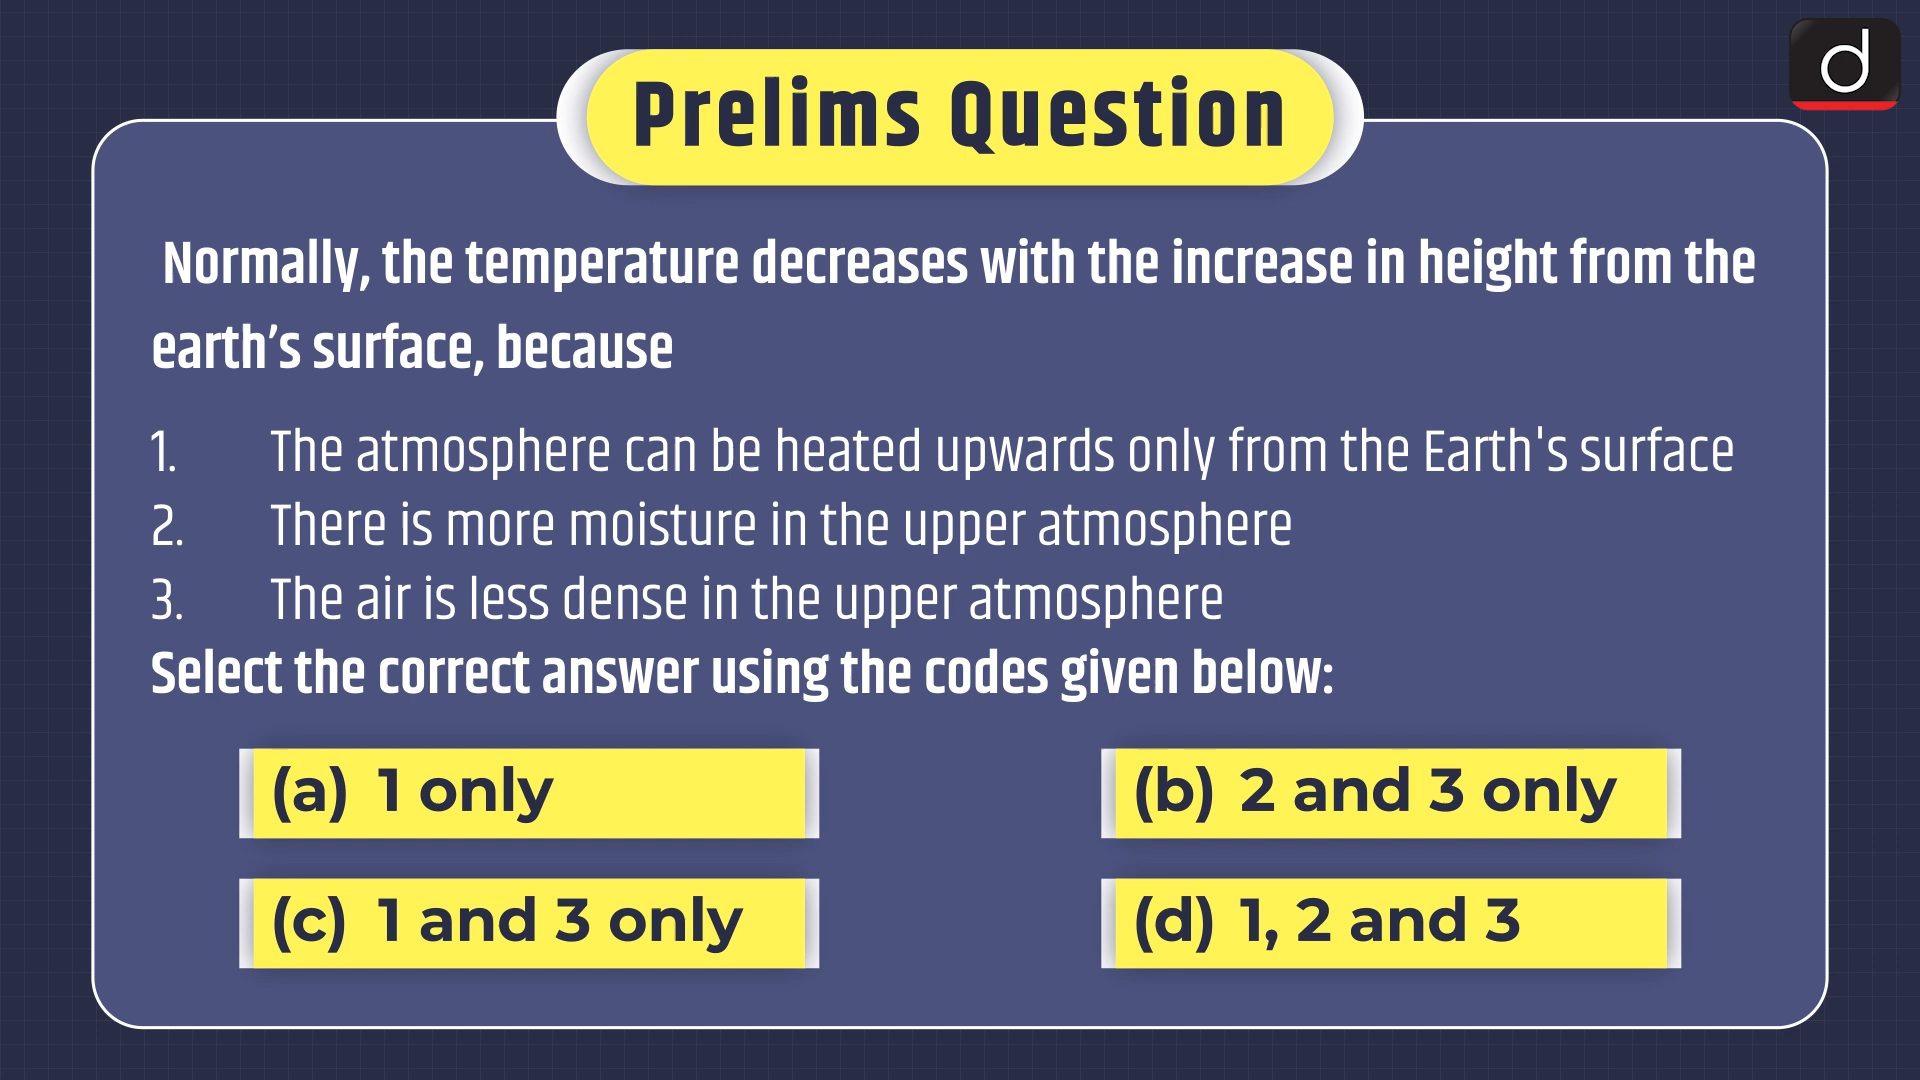 d
Prelims Question
Normally, the temperature decreases with the increase in height from the
earth’s surface, because
1. The atmosphere can be heated upwards only from the Earth's surface
2. There is more moisture in the upper atmosphere
3. The air is less dense in the upper atmosphere
Select the correct answer using the codes given below:
(a) 1 only
(b) 2 and 3 only
(c) 1 and 3 only
(d) 1, 2 and 3